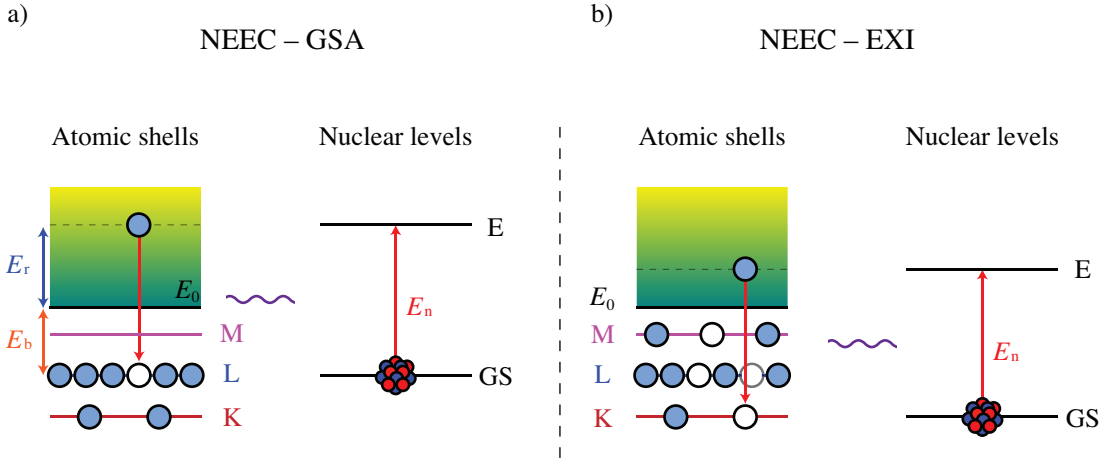 a)
NEEC – GSA
Atomic shells
Nuclear levels
E
Er
E0
En
Eb
M
L
GS
K
b)
NEEC – EXI
Atomic shells
Nuclear levels
E
E0
M
En
L
K
GS